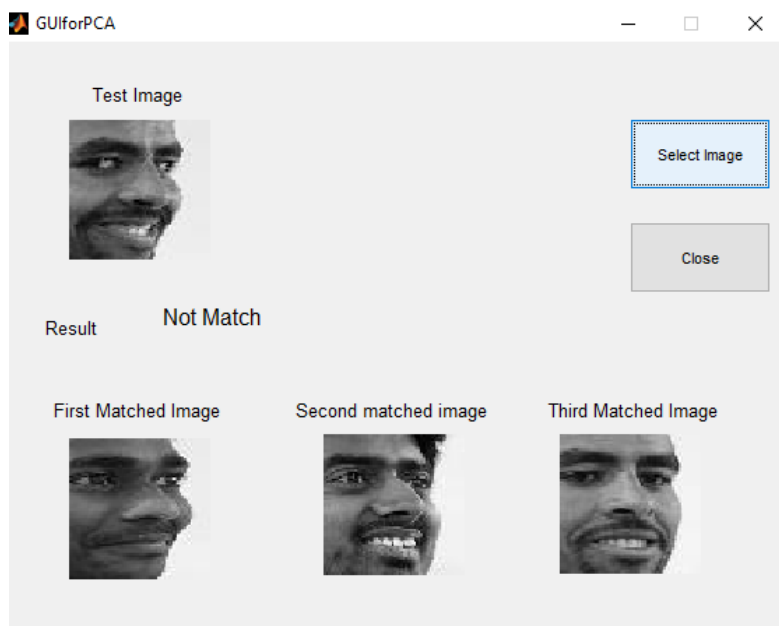 GUIforPCA
Test Image
Select Image
Close
Result
Not Match
First Matched Image
Second matched image
Third Matched Image